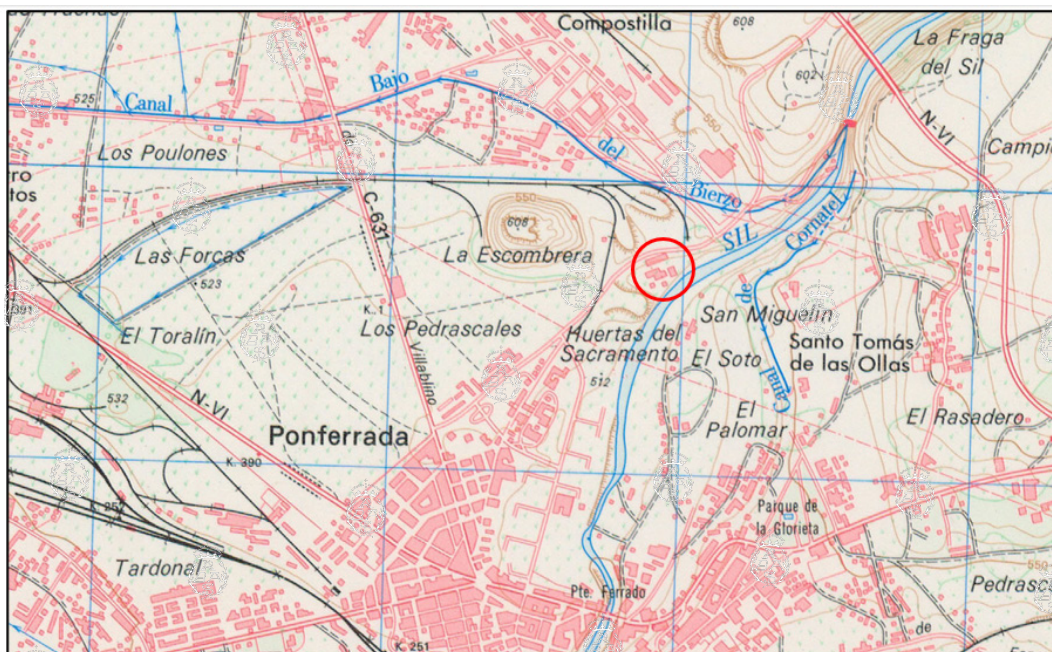 Compostilla
608
La Fraga
del Sil
602
Bajo
Canal
525
N-VI
550
Los Poulones
del
de
Campi
tro
tos
Bierzo
C-631
550
608
SIL
Cornatel
Las Forcas
La Escombrera
523
391
K. 1
de
San Miguelín
El Toralín
Los Pedrascales
Huertas del
Sacramento
El Soto
Santo Tomás
de las Ollas
Villablino
512
Canal
N-VI
532
El
Palomar
El Rasadero
Ponferrada
K. 390
Parque de
la Glorieta
252
Tardonal
550
Pte. Ferrado
Pedrasc
de
K. 251